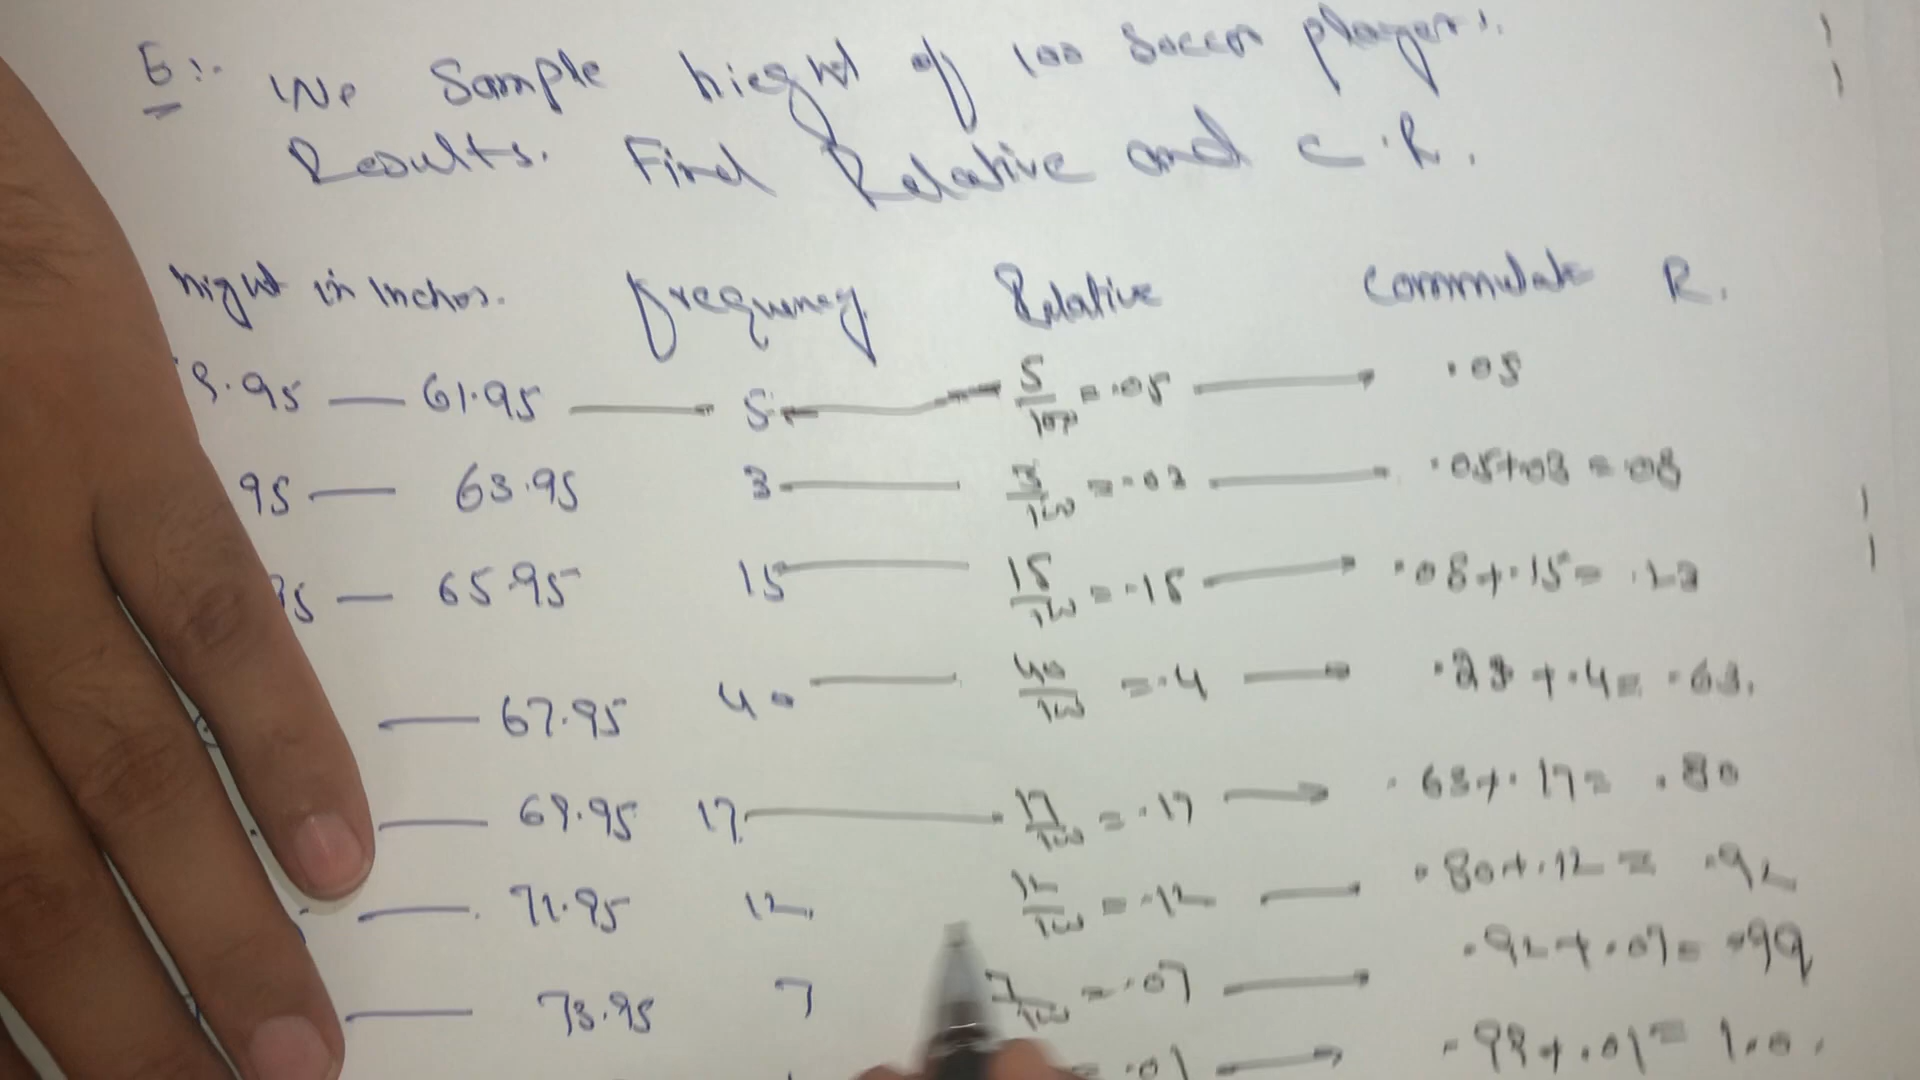 5:- We Sample hieght of 100 Soccer players.
Results. Find Relative and C.R.
hight in Inches. frequency Relative Commulate R.
9.95 — 61.95 5 5/100 = .05 .05
95 — 63.95 3 3/100 = .03 .05+03 = .08
95 — 65.95 15 15/100 = .15 .08+.15 = .23
— 67.95 40 40/100 = .4 .23+.4 = .63.
— 69.95 17 17/100 = .17 .63+.17 = .80
— 71.95 12. 12/100 = .12 .80+.12 = .92
— 73.95 7 7/100 = .07 .92+.07 = .99
= .01 .99+.01 = 1.0.